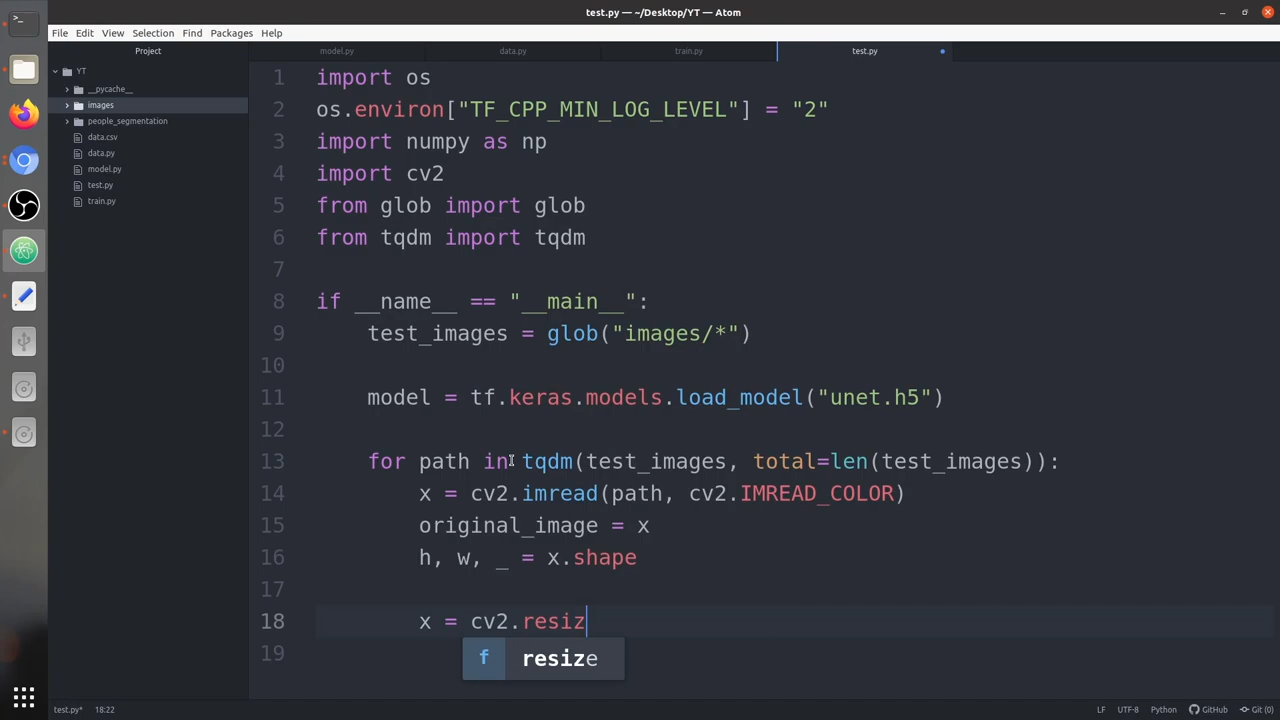 test.py — ~/Desktop/YT — Atom
File Edit View Selection Find Packages Help
Project
model.py
data.py
train.py
test.py
YT
__pycache__
images
people_segmentation
data.csv
data.py
model.py
test.py
train.py
1 import os
2 os.environ["TF_CPP_MIN_LOG_LEVEL"] = "2"
3 import numpy as np
4 import cv2
5 from glob import glob
6 from tqdm import tqdm
7
8 if __name__ == "__main__":
9 test_images = glob("images/*")
10
11 model = tf.keras.models.load_model("unet.h5")
12
13 for path in tqdm(test_images, total=len(test_images)):
14 x = cv2.imread(path, cv2.IMREAD_COLOR)
15 original_image = x
16 h, w, _ = x.shape
17
18 x = cv2.resiz
f resize
19
test.py* 18:22 LF UTF-8 Python GitHub Git (0)